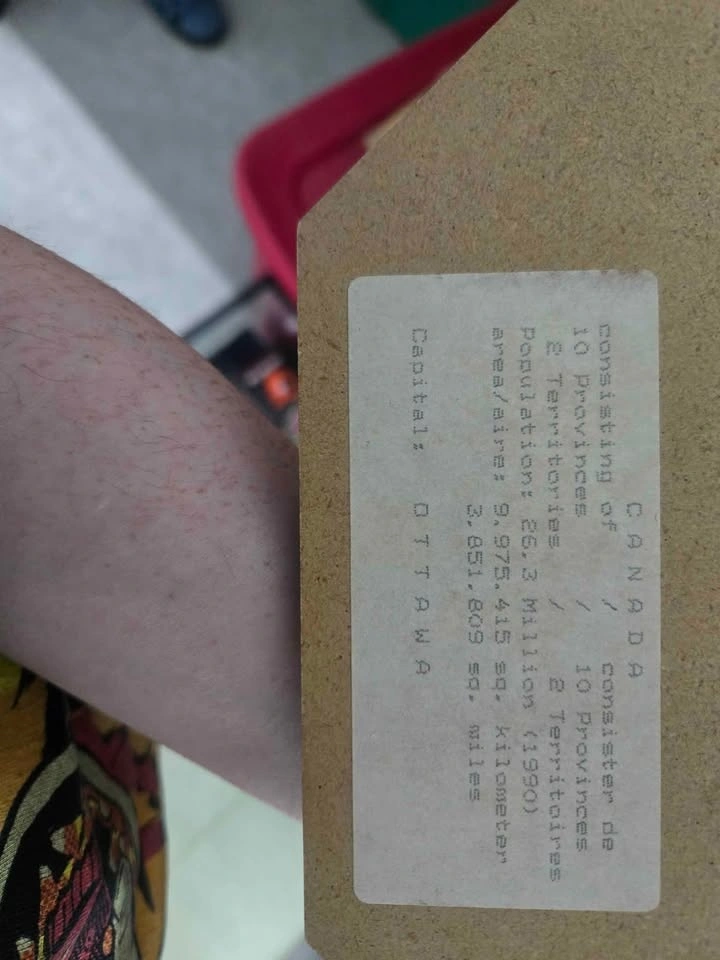 C A N A D A
consisting of / consister de
10 Provinces / 10 Provinces
2 Territories / 2 Territoires
Population: 26,3 Million (1990)
area/aire: 9,975,415 sq. kilometer
3,851,809 sq. miles
Capital: O T T A W A